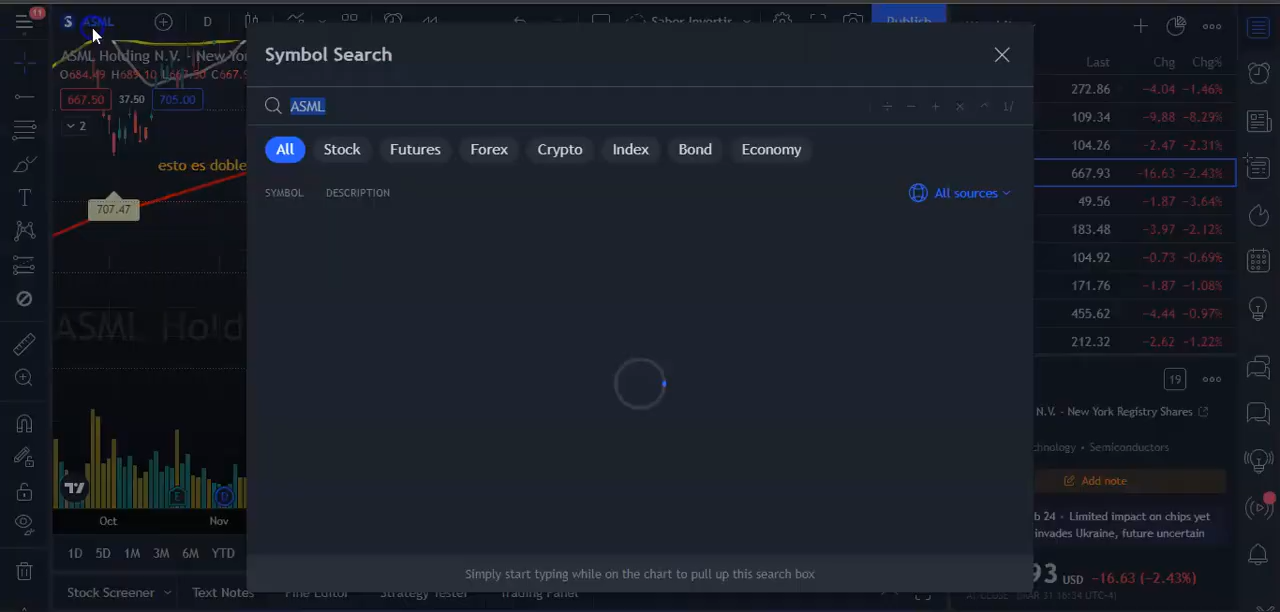 11
S ASML
D
Sabor Invertir
Publish
ASML Holding N.V. - New Yo
O684.49 H689.10 L667.50 C667.9
667.50 37.50 705.00
2
esto es doble
707.47
ASML Hold
E
D
Oct Nov
1D 5D 1M 3M 6M YTD
Stock Screener Text Notes Pine Editor Strategy Tester Trading Panel
Symbol Search
ASML
÷ − + × ^ 1/
All Stock Futures Forex Crypto Index Bond Economy
SYMBOL DESCRIPTION All sources
Simply start typing while on the chart to pull up this search box
Last Chg Chg%
272.86 −4.04 −1.46%
109.34 −9.88 −8.29%
104.26 −2.47 −2.31%
667.93 −16.63 −2.43%
49.56 −1.87 −3.64%
183.48 −3.97 −2.12%
104.92 −0.73 −0.69%
171.76 −1.87 −1.08%
455.62 −4.44 −0.97%
212.32 −2.62 −1.22%
19
N.V. - New York Registry Shares
chnology • Semiconductors
Add note
b 24 - Limited impact on chips yet
invades Ukraine, future uncertain
93 USD −16.63 (−2.43%)